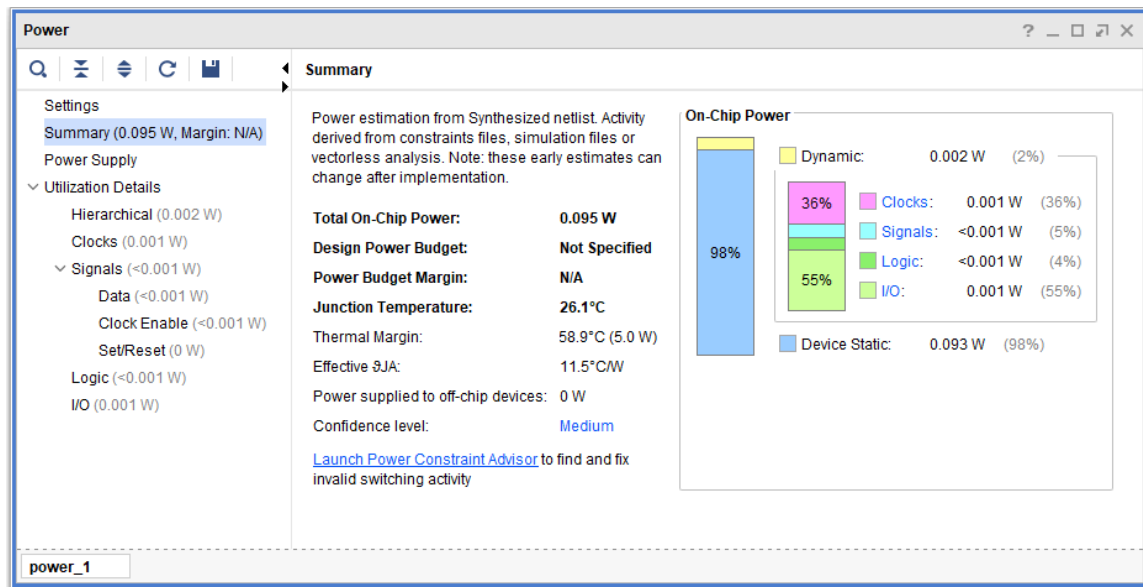 Power
Summary
Settings
Summary (0.095 W, Margin: N/A)
Power Supply
Utilization Details
Hierarchical (0.002 W)
Clocks (0.001 W)
Signals (<0.001 W)
Data (<0.001 W)
Clock Enable (<0.001 W)
Set/Reset (0 W)
Logic (<0.001 W)
I/O (0.001 W)
Power estimation from Synthesized netlist. Activity
derived from constraints files, simulation files or
vectorless analysis. Note: these early estimates can
change after implementation.
Total On-Chip Power: 0.095 W
Design Power Budget: Not Specified
Power Budget Margin: N/A
Junction Temperature: 26.1°C
Thermal Margin: 58.9°C (5.0 W)
Effective ϑJA: 11.5°C/W
Power supplied to off-chip devices: 0 W
Confidence level: Medium
Launch Power Constraint Advisor to find and fix
invalid switching activity
On-Chip Power
98%
Dynamic: 0.002 W (2%)
36%
55%
Clocks: 0.001 W (36%)
Signals: <0.001 W (5%)
Logic: <0.001 W (4%)
I/O: 0.001 W (55%)
Device Static: 0.093 W (98%)
power_1